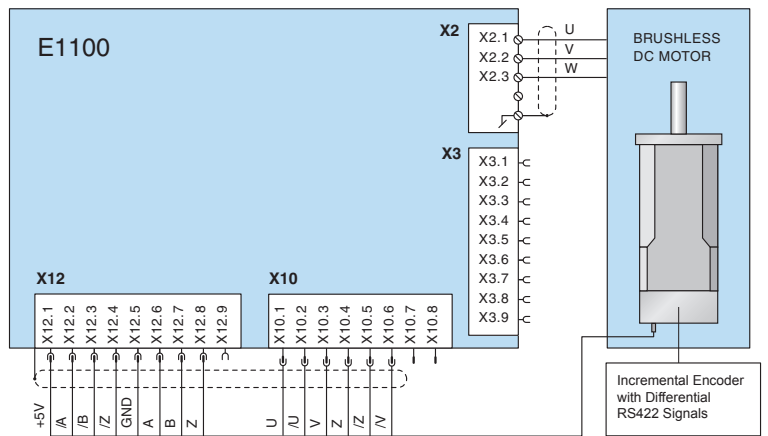 E1100
X2
X2.1
X2.2
X2.3
U
V
W
BRUSHLESS
DC MOTOR
X3
X3.1
X3.2
X3.3
X3.4
X3.5
X3.6
X3.7
X3.8
X3.9
X12
X12.1
X12.2
X12.3
X12.4
X12.5
X12.6
X12.7
X12.8
X12.9
X10
X10.1
X10.2
X10.3
X10.4
X10.5
X10.6
X10.7
X10.8
+5V
/A
/B
/Z
GND
A
B
Z
U
/U
V
Z
/Z
/V
Incremental Encoder
with Differential
RS422 Signals